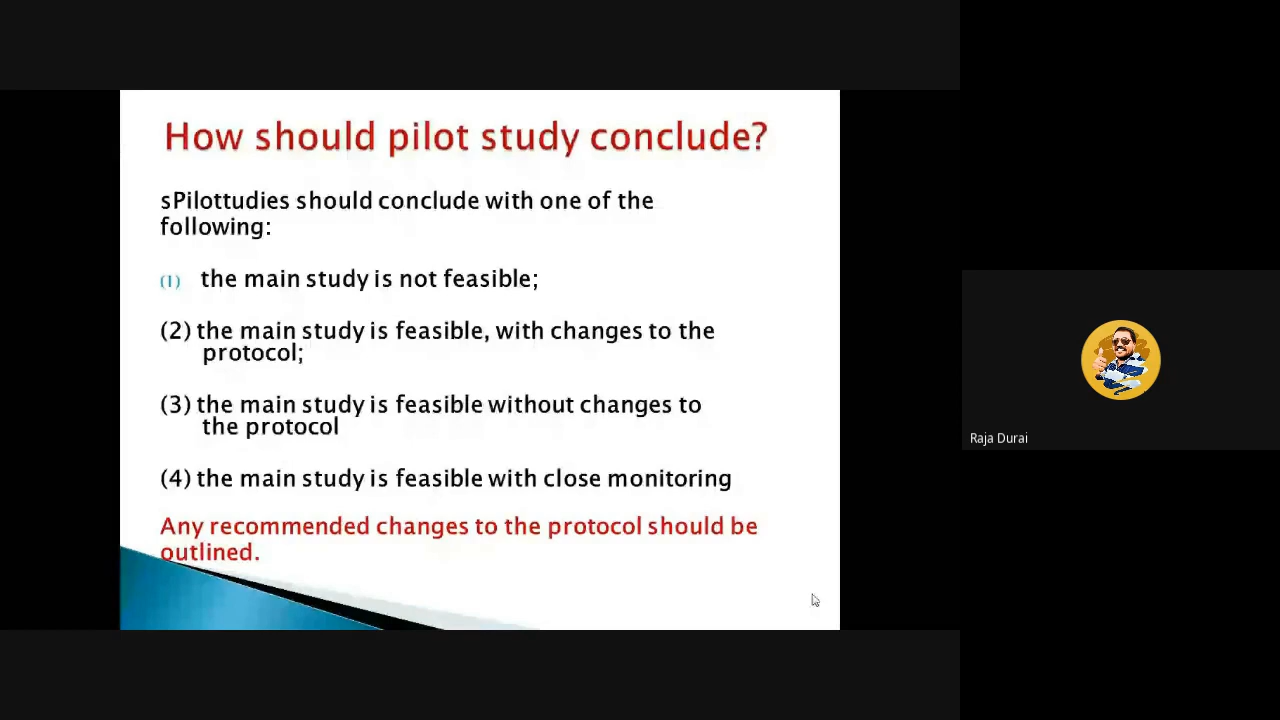 How should pilot study conclude?
sPilottudies should conclude with one of the
following:
(1) the main study is not feasible;
(2) the main study is feasible, with changes to the
protocol;
(3) the main study is feasible without changes to
the protocol
(4) the main study is feasible with close monitoring
Any recommended changes to the protocol should be
outlined.
Raja Durai